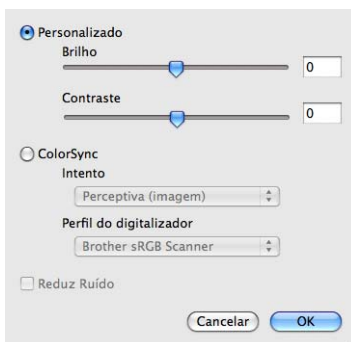 Personalizado
Brilho
0
Contraste
0
ColorSync
Intento
Perceptiva (imagem)
Perfil do digitalizador
Brother sRGB Scanner
Reduz Ruído
Cancelar OK